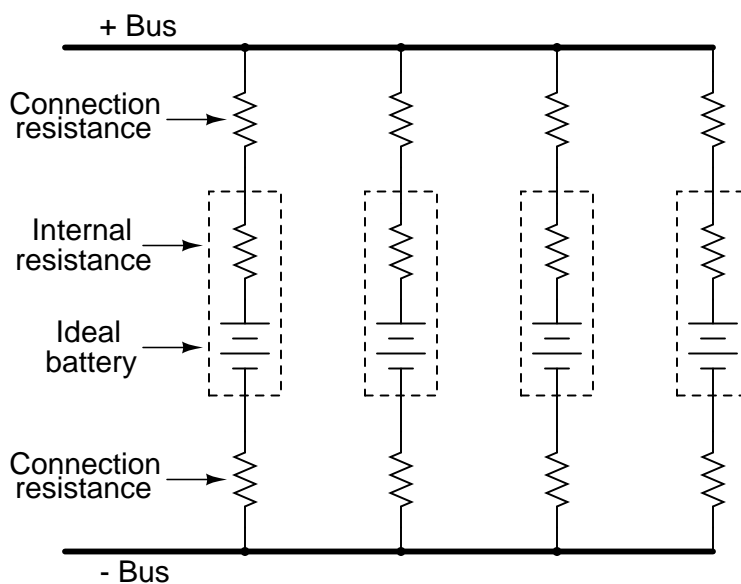 + Bus
Connection
resistance
Internal
resistance
Ideal
battery
Connection
resistance
- Bus